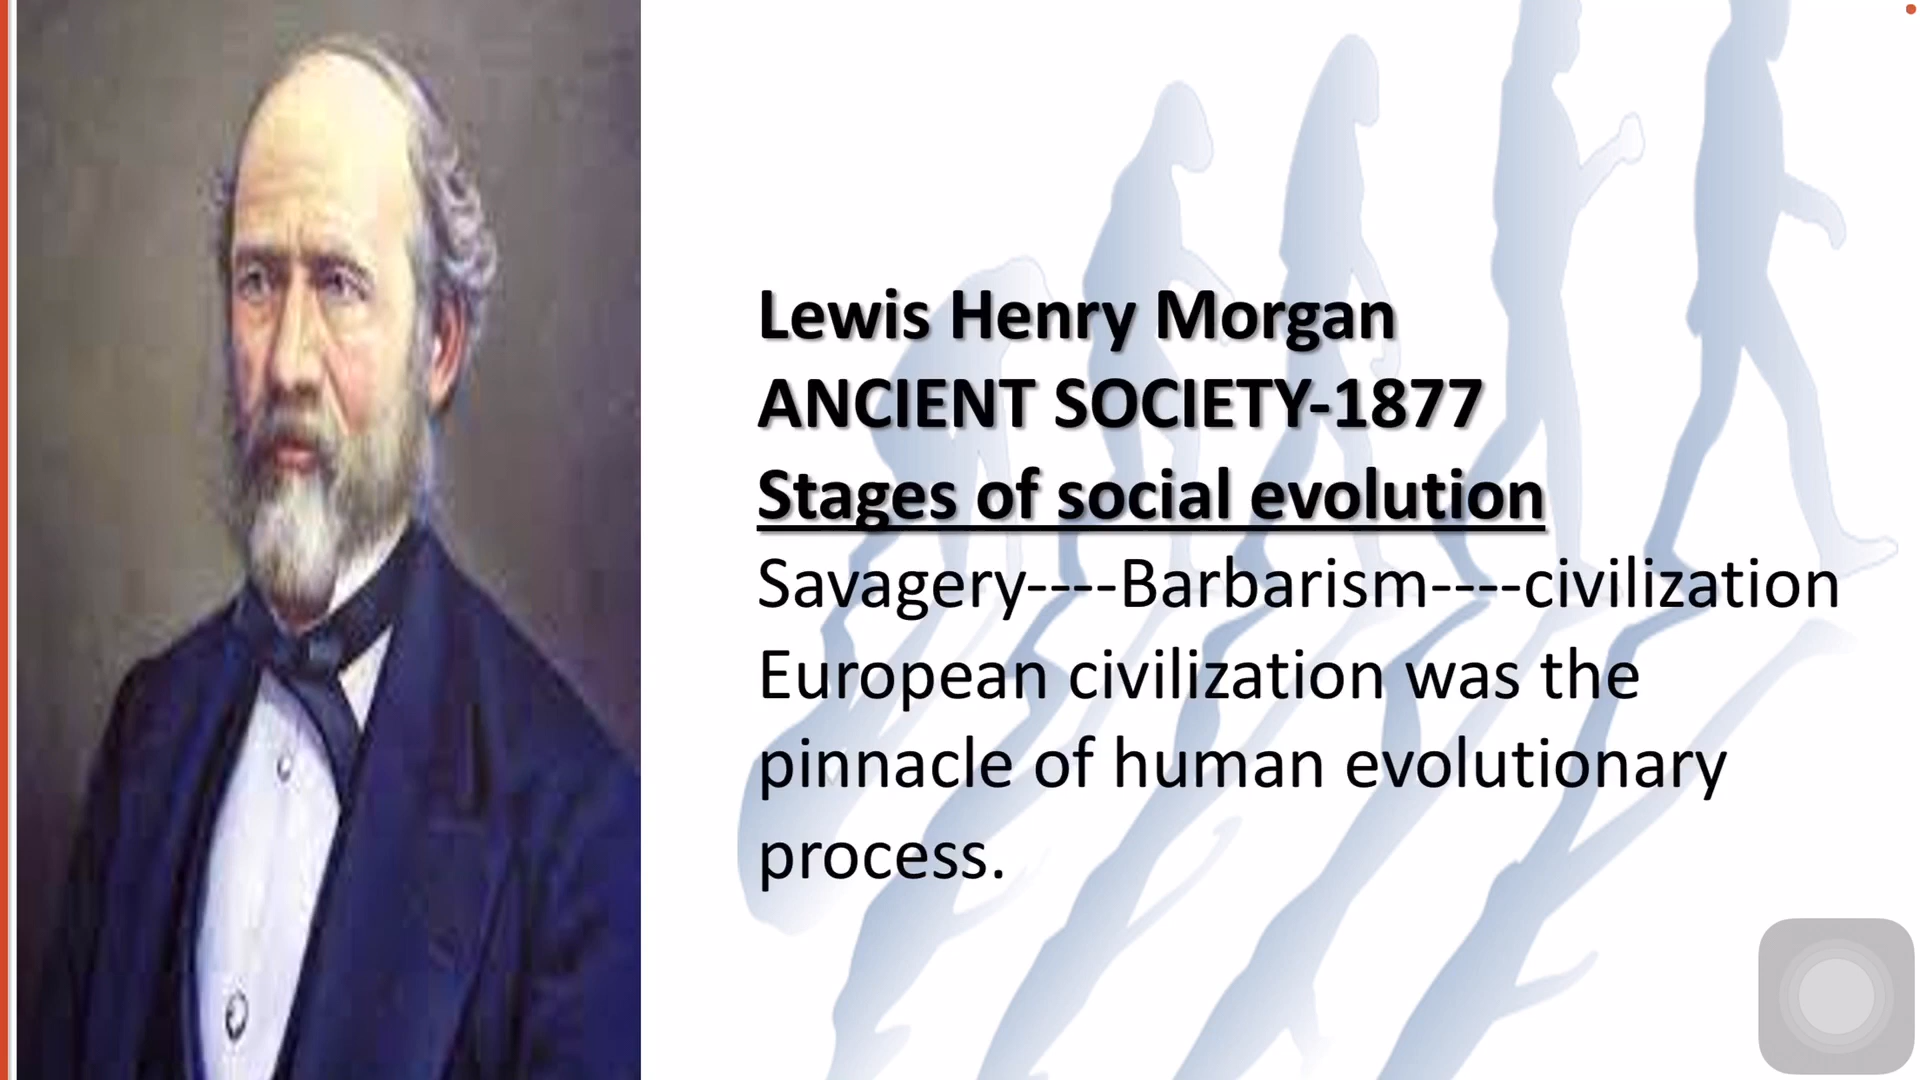 Lewis Henry Morgan
ANCIENT SOCIETY-1877
Stages of social evolution
Savagery----Barbarism----civilization
European civilization was the
pinnacle of human evolutionary
process.